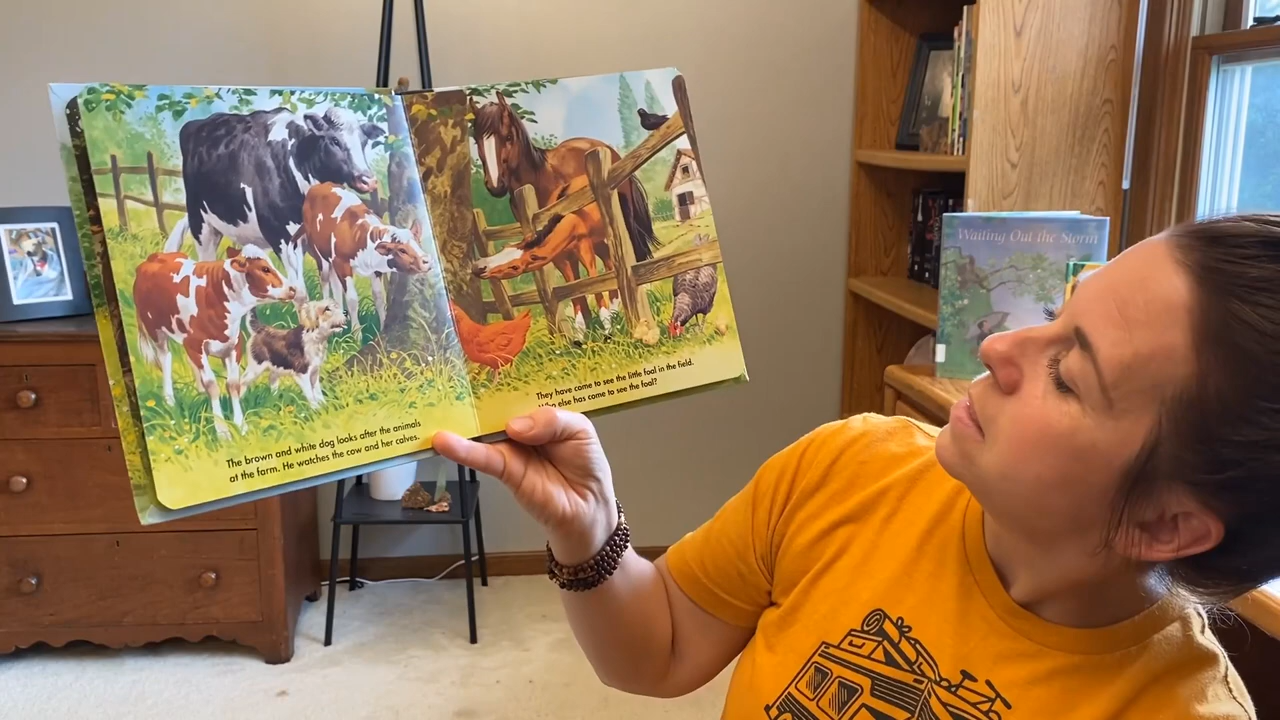 The brown and white dog looks after the animals
at the farm. He watches the cow and her calves.
They have come to see the little foal in the field.
Who else has come to see the foal?
Waiting Out the Storm